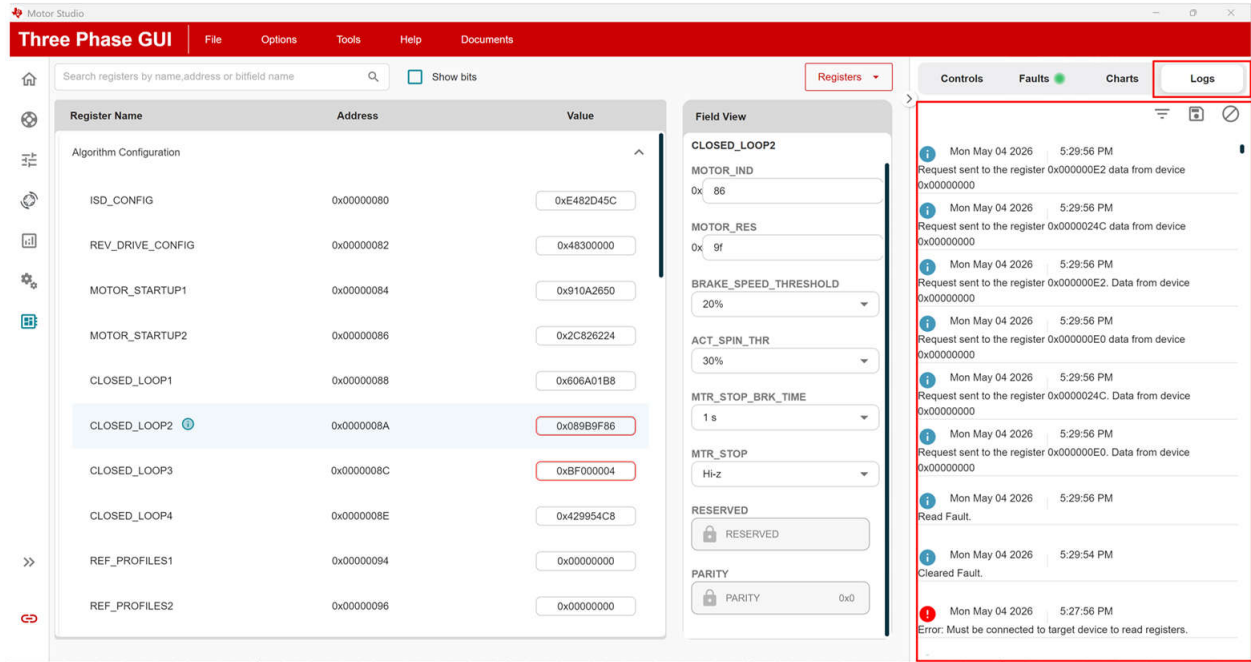 Motor Studio
Three Phase GUI
File
Options
Tools
Help
Documents
Search registers by name,address or bitfield name
Show bits
Registers
Controls
Faults
Charts
Logs
Register Name
Address
Value
Algorithm Configuration
ISD_CONFIG
0x00000080
0xE482D45C
REV_DRIVE_CONFIG
0x00000082
0x48300000
MOTOR_STARTUP1
0x00000084
0x910A2650
MOTOR_STARTUP2
0x00000086
0x2C826224
CLOSED_LOOP1
0x00000088
0x606A01B8
CLOSED_LOOP2
0x0000008A
0x089B9F86
CLOSED_LOOP3
0x0000008C
0xBF000004
CLOSED_LOOP4
0x0000008E
0x429954C8
REF_PROFILES1
0x00000094
0x00000000
REF_PROFILES2
0x00000096
0x00000000
Field View
CLOSED_LOOP2
MOTOR_IND
0x 86
MOTOR_RES
0x 9f
BRAKE_SPEED_THRESHOLD
20%
ACT_SPIN_THR
30%
MTR_STOP_BRK_TIME
1 s
MTR_STOP
Hi-z
RESERVED
RESERVED
PARITY
PARITY 0x0
Mon May 04 2026 5:29:56 PM
Request sent to the register 0x000000E2 data from device
0x00000000
Mon May 04 2026 5:29:56 PM
Request sent to the register 0x0000024C data from device
0x00000000
Mon May 04 2026 5:29:56 PM
Request sent to the register 0x000000E2. Data from device
0x00000000
Mon May 04 2026 5:29:56 PM
Request sent to the register 0x000000E0 data from device
0x00000000
Mon May 04 2026 5:29:56 PM
Request sent to the register 0x0000024C. Data from device
0x00000000
Mon May 04 2026 5:29:56 PM
Request sent to the register 0x000000E0. Data from device
0x00000000
Mon May 04 2026 5:29:56 PM
Read Fault.
Mon May 04 2026 5:29:54 PM
Cleared Fault.
Mon May 04 2026 5:27:56 PM
Error: Must be connected to target device to read registers.